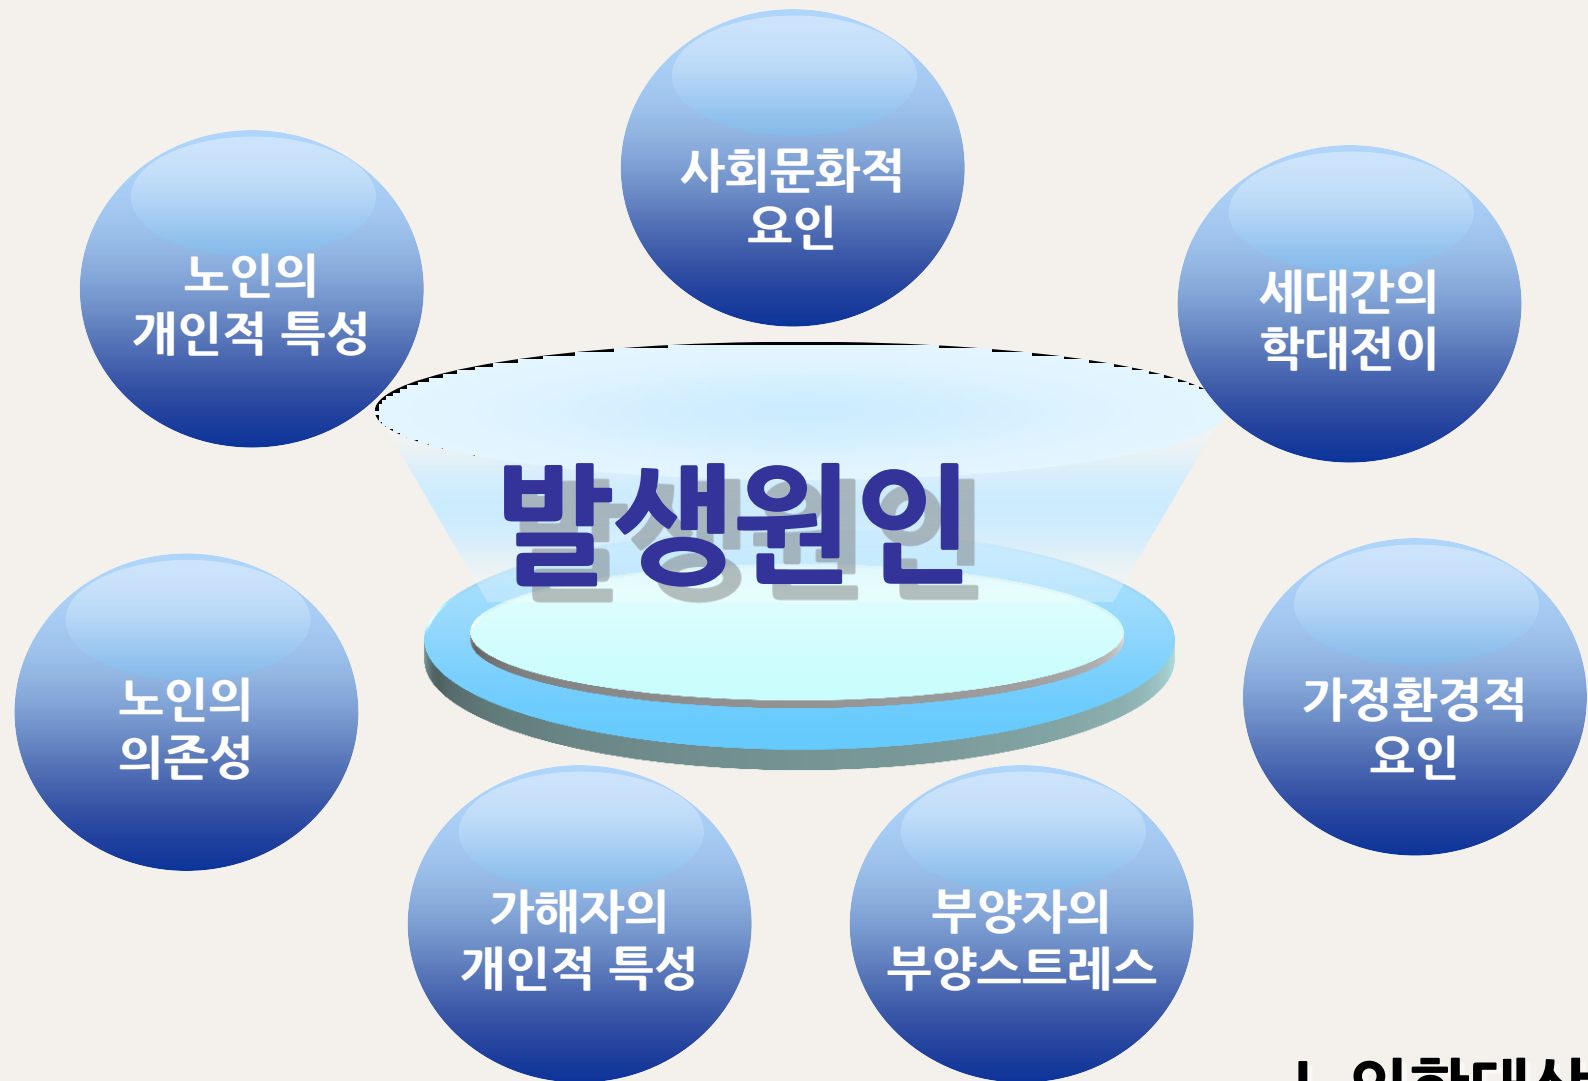 사회문화적
요인
노인의
개인적 특성
세대간의
학대전이
발생원인
노인의
의존성
가정환경적
요인
가해자의
개인적 특성
부양자의
부양스트레스